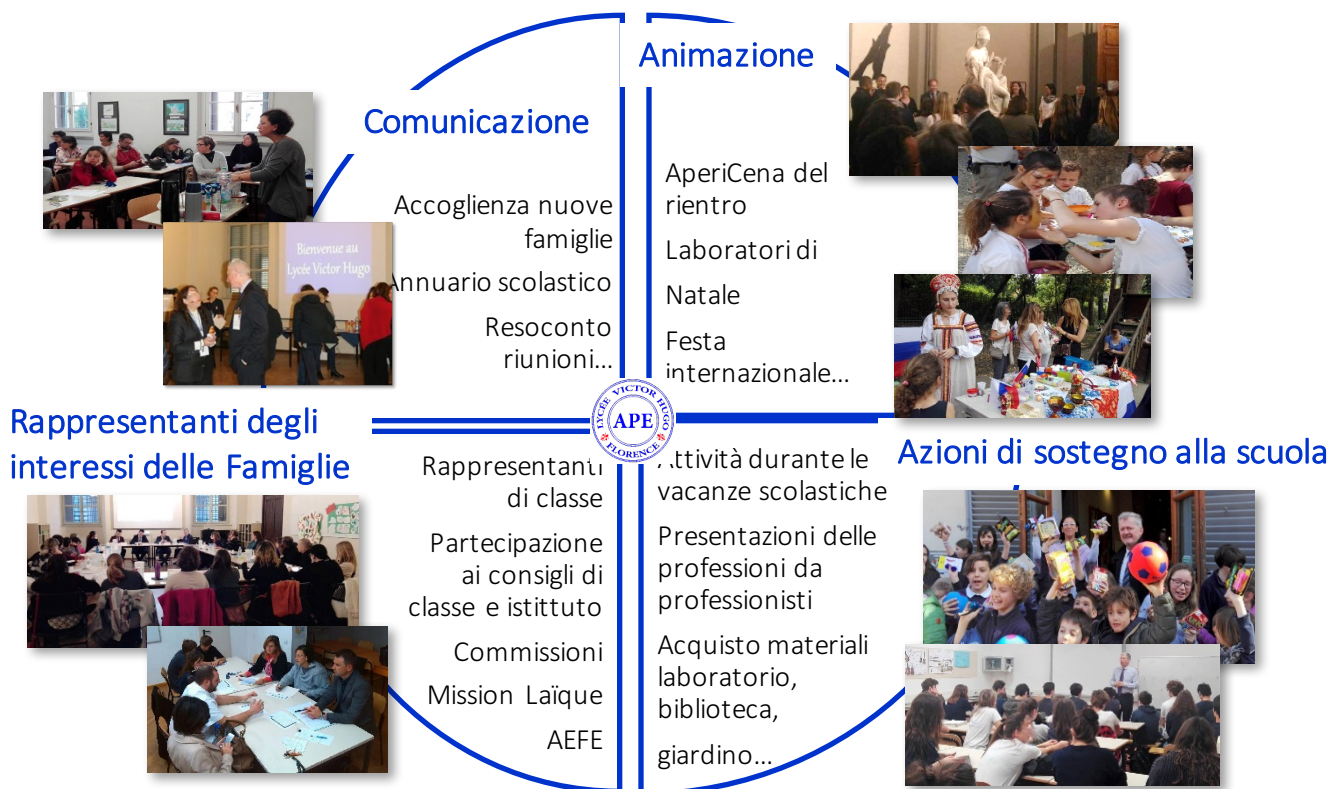 Animazione
Comunicazione
AperiCena del
rientro
Laboratori di
Natale
Festa
internazionale...
Accoglienza nuove
famiglie
Annuario scolastico
Resoconto
riunioni...
Bienvenue au
Lycée Victor Hugo
LYCÉE VICTOR HUGO
APE
FLORENCE
Rappresentanti degli
interessi delle Famiglie
Rappresentanti
di classe
Partecipazione
ai consigli di
classe e istittuto
Commissioni
Mission Laïque
AEFE
Azioni di sostegno alla scuola
Attività durante le
vacanze scolastiche
Presentazioni delle
professioni da
professionisti
Acquisto materiali
laboratorio,
biblioteca,
giardino...